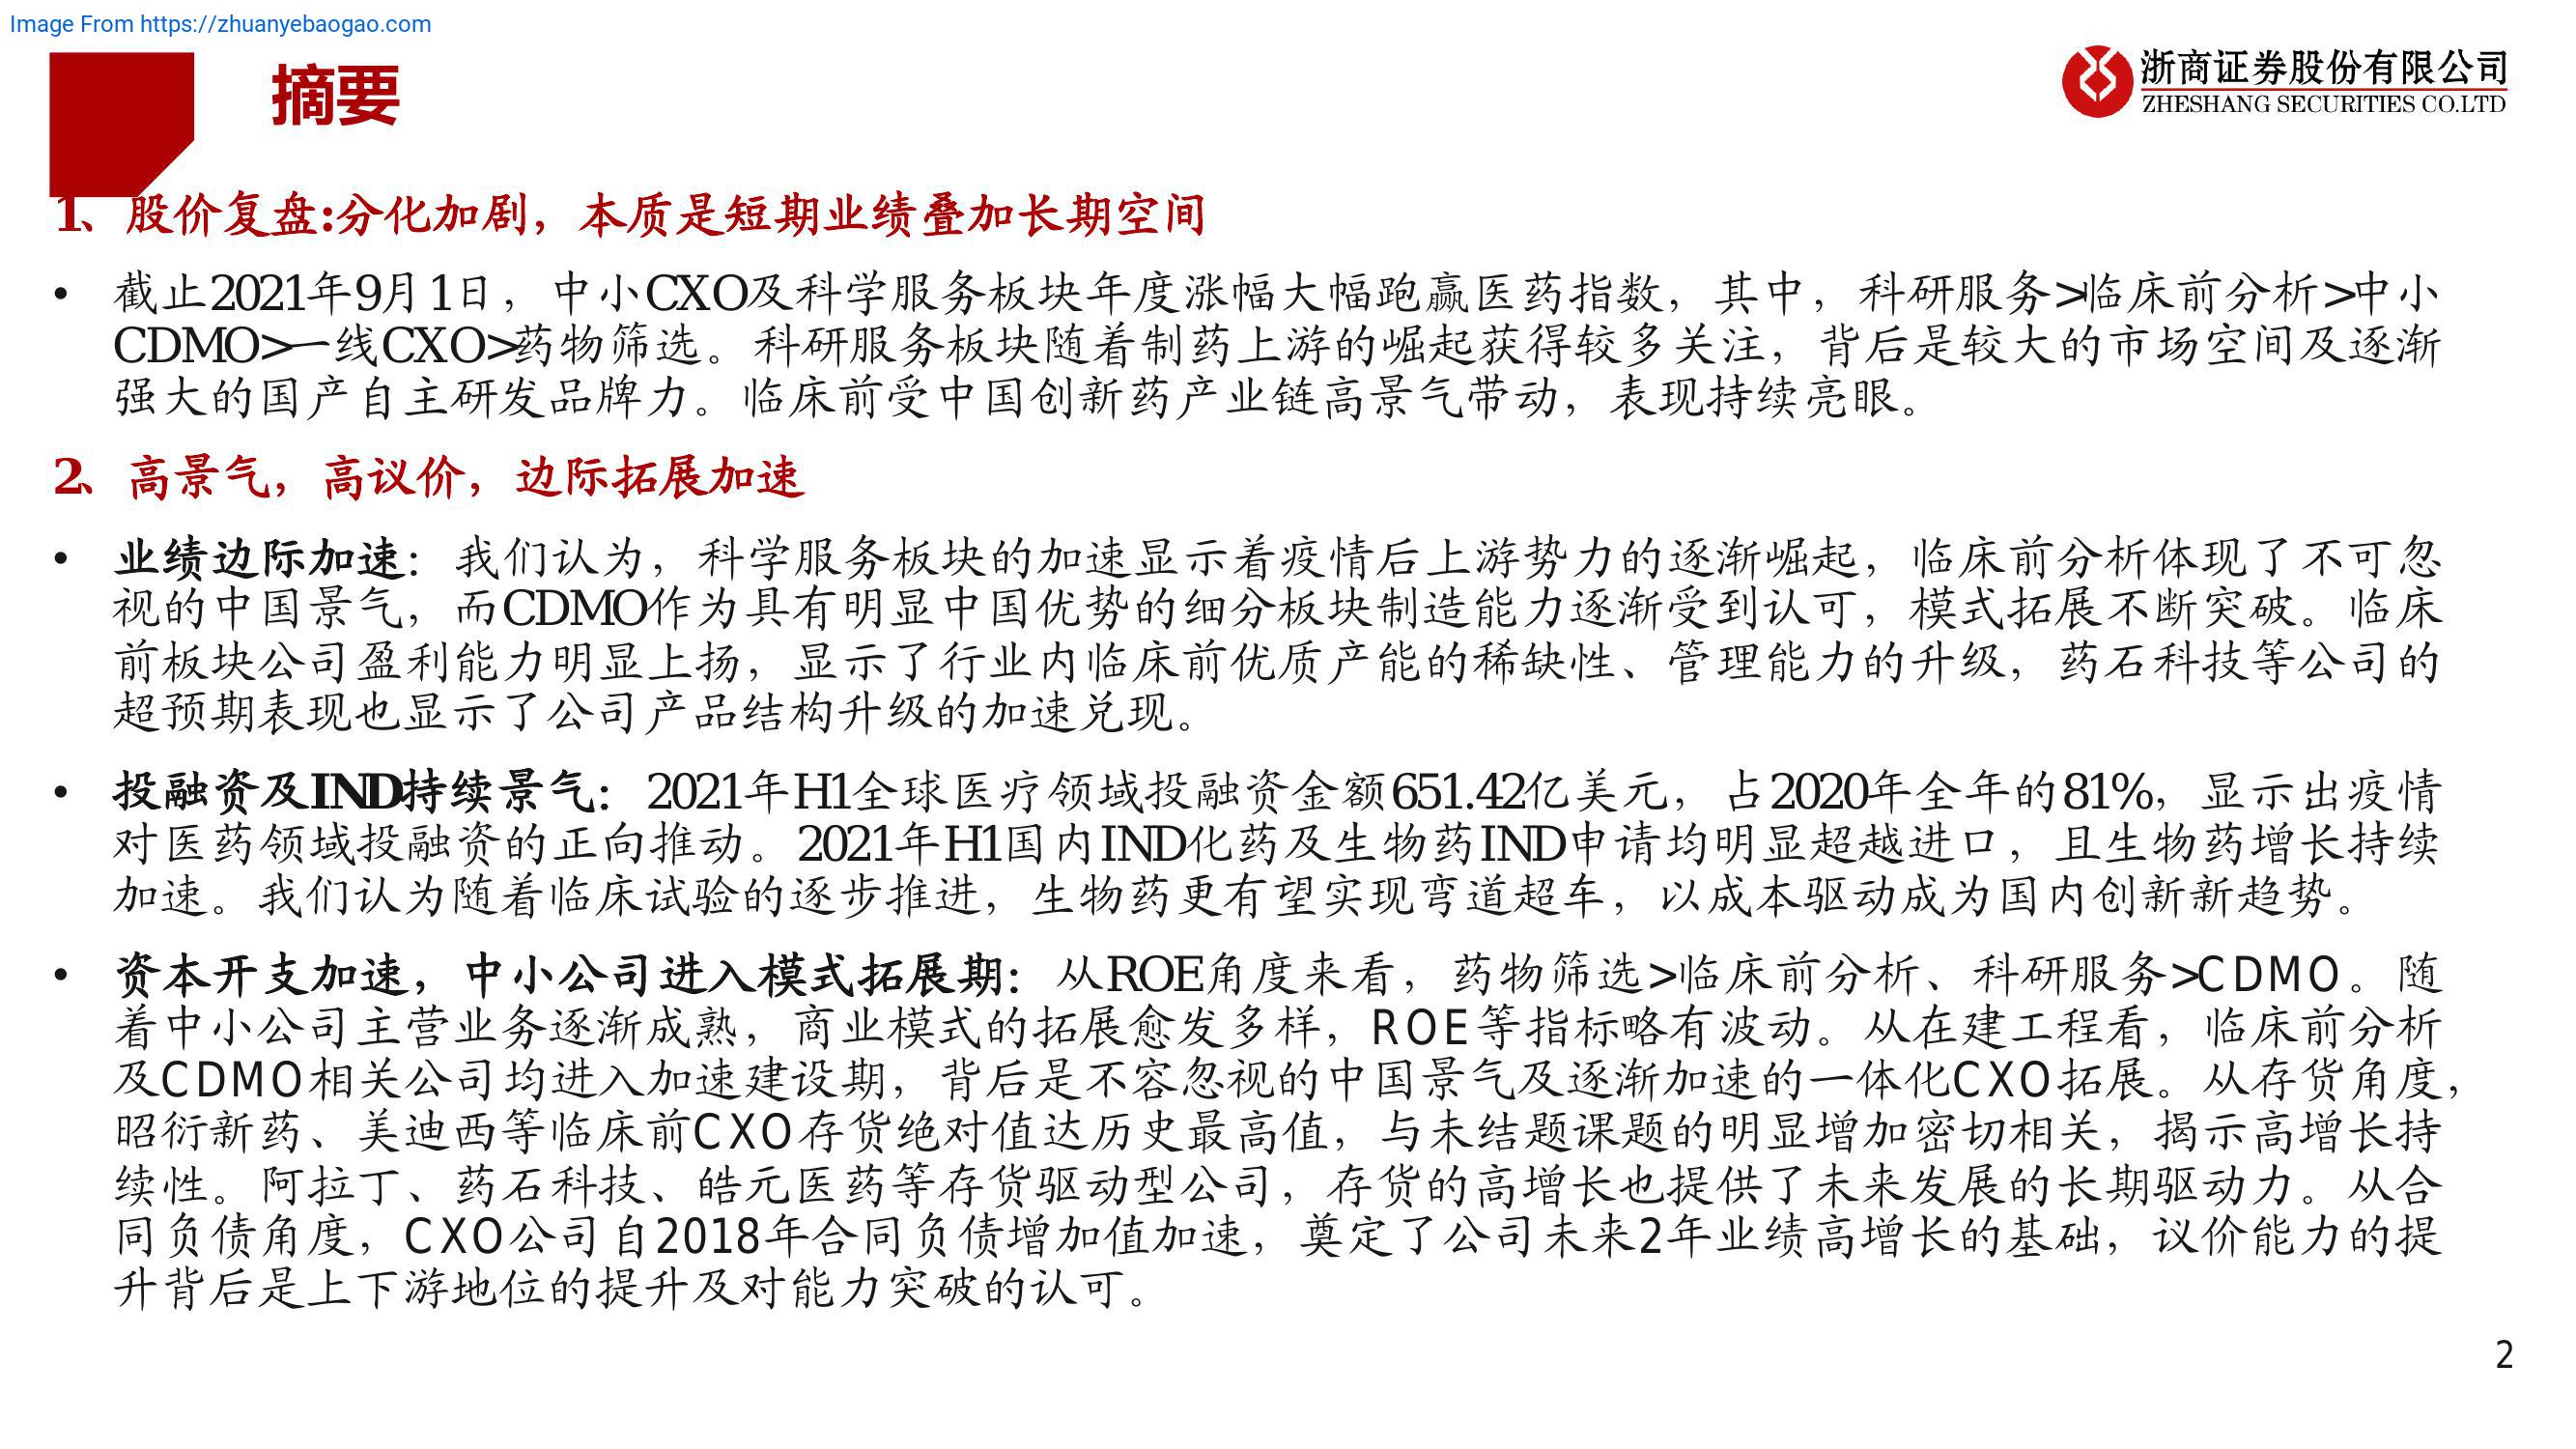 Image From https://zhuanyebaogao.com
摘要
浙商证券股份有限公司
ZHESHANG SECURITIES CO.LTD
1、股价复盘:分化加剧，本质是短期业绩叠加长期空间
• 截止2021年9月1日，中小CXO及科学服务板块年度涨幅大幅跑赢医药指数，其中，科研服务>临床前分析>中小
CDMO>一线CXO>药物筛选。科研服务板块随着制药上游的崛起获得较多关注，背后是较大的市场空间及逐渐
强大的国产自主研发品牌力。临床前受中国创新药产业链高景气带动，表现持续亮眼。
2、高景气，高议价，边际拓展加速
• 业绩边际加速：我们认为，科学服务板块的加速显示着疫情后上游势力的逐渐崛起，临床前分析体现了不可忽
视的中国景气，而CDMO作为具有明显中国优势的细分板块制造能力逐渐受到认可，模式拓展不断突破。临床
前板块公司盈利能力明显上扬，显示了行业内临床前优质产能的稀缺性、管理能力的升级，药石科技等公司的
超预期表现也显示了公司产品结构升级的加速兑现。
• 投融资及IND持续景气：2021年H1全球医疗领域投融资金额651.42亿美元，占2020年全年的81%，显示出疫情
对医药领域投融资的正向推动。2021年H1国内IND化药及生物药IND申请均明显超越进口，且生物药增长持续
加速。我们认为随着临床试验的逐步推进，生物药更有望实现弯道超车，以成本驱动成为国内创新新趋势。
• 资本开支加速，中小公司进入模式拓展期：从ROE角度来看，药物筛选>临床前分析、科研服务>CDMO。随
着中小公司主营业务逐渐成熟，商业模式的拓展愈发多样，ROE等指标略有波动。从在建工程看，临床前分析
及CDMO相关公司均进入加速建设期，背后是不容忽视的中国景气及逐渐加速的一体化CXO拓展。从存货角度，
昭衍新药、美迪西等临床前CXO存货绝对值达历史最高值，与未结题课题的明显增加密切相关，揭示高增长持
续性。阿拉丁、药石科技、皓元医药等存货驱动型公司，存货的高增长也提供了未来发展的长期驱动力。从合
同负债角度，CXO公司自2018年合同负债增加值加速，奠定了公司未来2年业绩高增长的基础，议价能力的提
升背后是上下游地位的提升及对能力突破的认可。
2